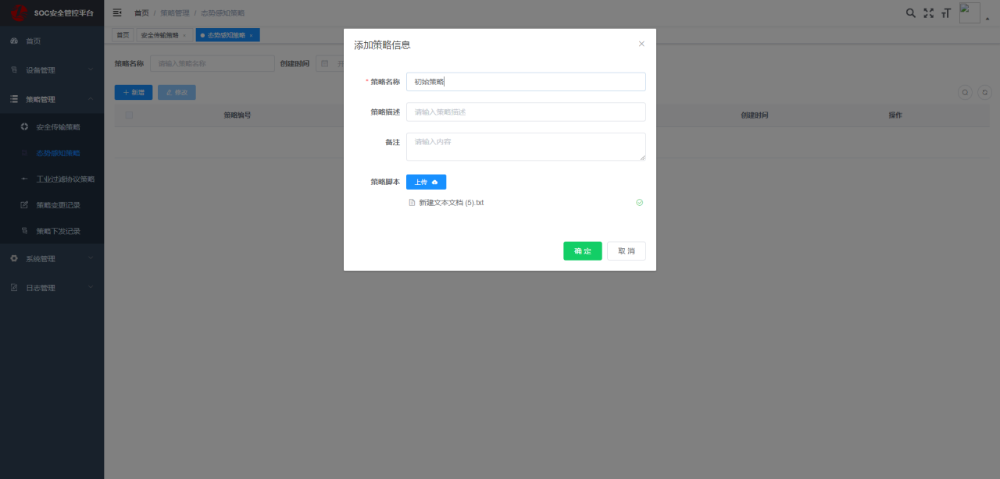 SOC安全管控平台
首页 / 策略管理 / 态势感知策略
首页
安全传输策略 ×
态势感知策略 ×
首页
设备管理
策略管理
安全传输策略
态势感知策略
工业过滤协议策略
策略变更记录
策略下发记录
系统管理
日志管理
策略名称 请输入策略名称 创建时间 开
+ 新增 修改
策略编号 创建时间 操作
添加策略信息
* 策略名称 初始策略
策略描述 请输入策略描述
备注 请输入内容
策略脚本 上传
新建文本文档 (5).txt
确 定 取 消